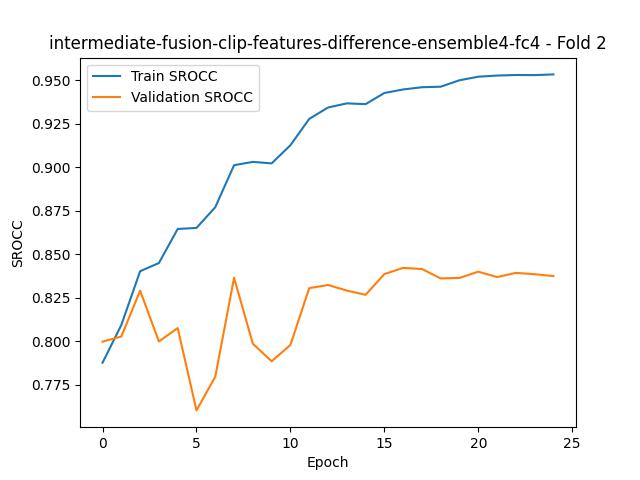 intermediate-fusion-clip-features-difference-ensemble4-fc4 - Fold 2
Train SROCC
Validation SROCC
0.950
0.925
0.900
0.875
0.850
0.825
0.800
0.775
SROCC
0 5 10 15 20 25
Epoch